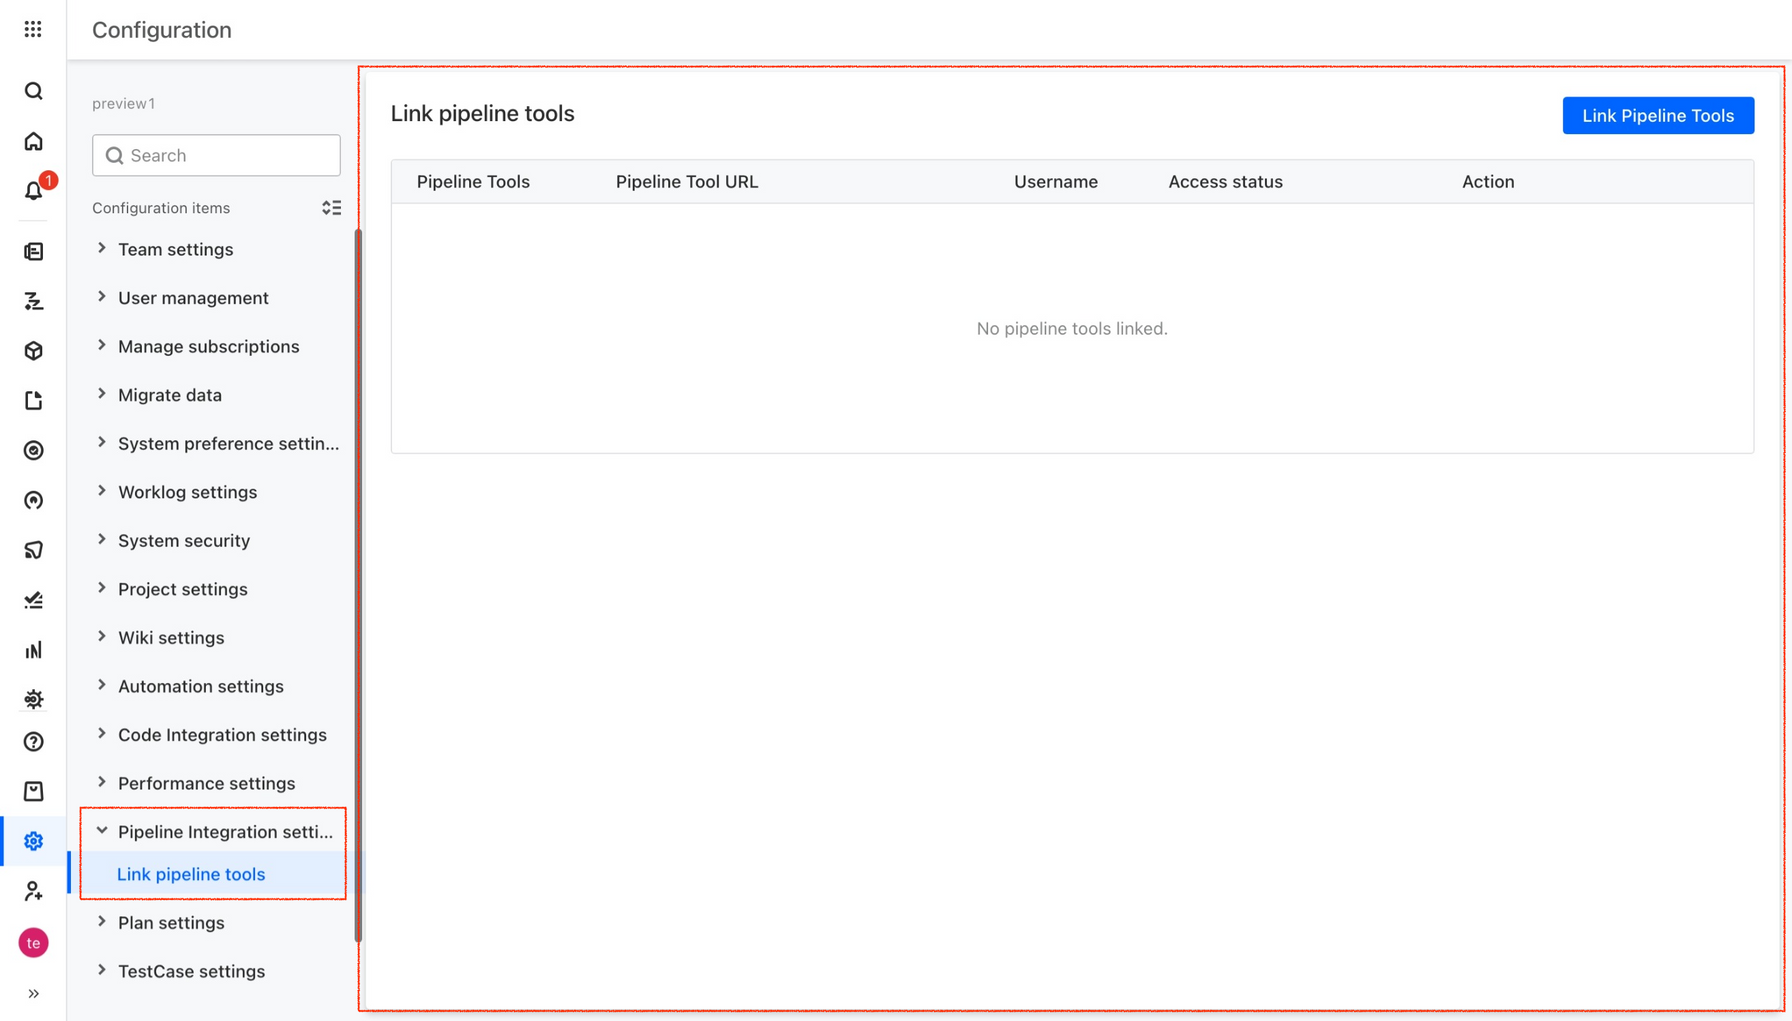 Configuration
1
te
preview1
Search
Configuration items
Team settings
User management
Manage subscriptions
Migrate data
System preference settin...
Worklog settings
System security
Project settings
Wiki settings
Automation settings
Code Integration settings
Performance settings
Pipeline Integration setti...
Link pipeline tools
Plan settings
TestCase settings
Link pipeline tools
Link Pipeline Tools
Pipeline Tools Pipeline Tool URL Username Access status Action
No pipeline tools linked.